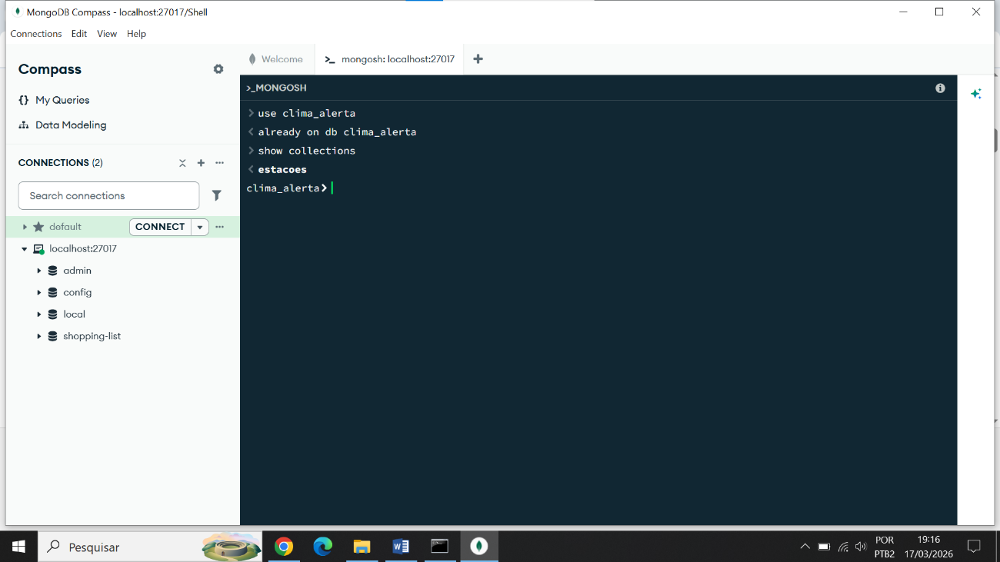 MongoDB Compass - localhost:27017/Shell
Connections Edit View Help
Compass
My Queries
Data Modeling
CONNECTIONS (2)
Search connections
default CONNECT
localhost:27017
admin
config
local
shopping-list
Welcome
>_ mongosh: localhost:27017
>_MONGOSH
> use clima_alerta
< already on db clima_alerta
> show collections
< estacoes
clima_alerta>
Pesquisar
POR
PTB2
19:16
17/03/2026